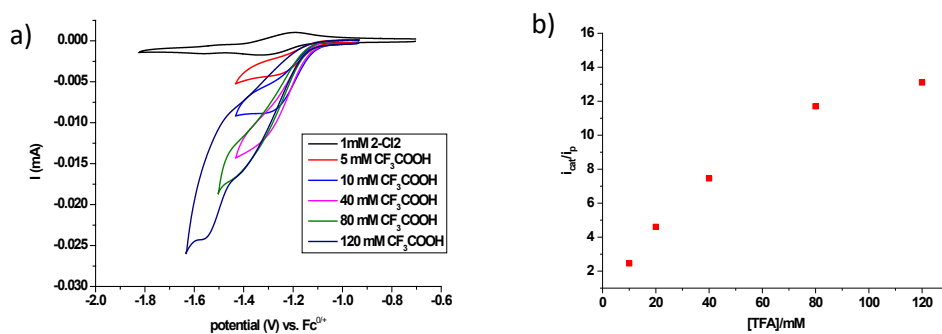 a)
0.000
-0.005
-0.010
-0.015
-0.020
-0.025
-0.030
I (mA)
1mM 2-Cl2
5 mM CF₃COOH
10 mM CF₃COOH
40 mM CF₃COOH
80 mM CF₃COOH
120 mM CF₃COOH
-2.0 -1.8 -1.6 -1.4 -1.2 -1.0 -0.8 -0.6
potential (V) vs. Fc⁰/⁺
b)
16
14
12
10
8
6
4
2
i_cat/i_p
0 20 40 60 80 100 120
[TFA]/mM